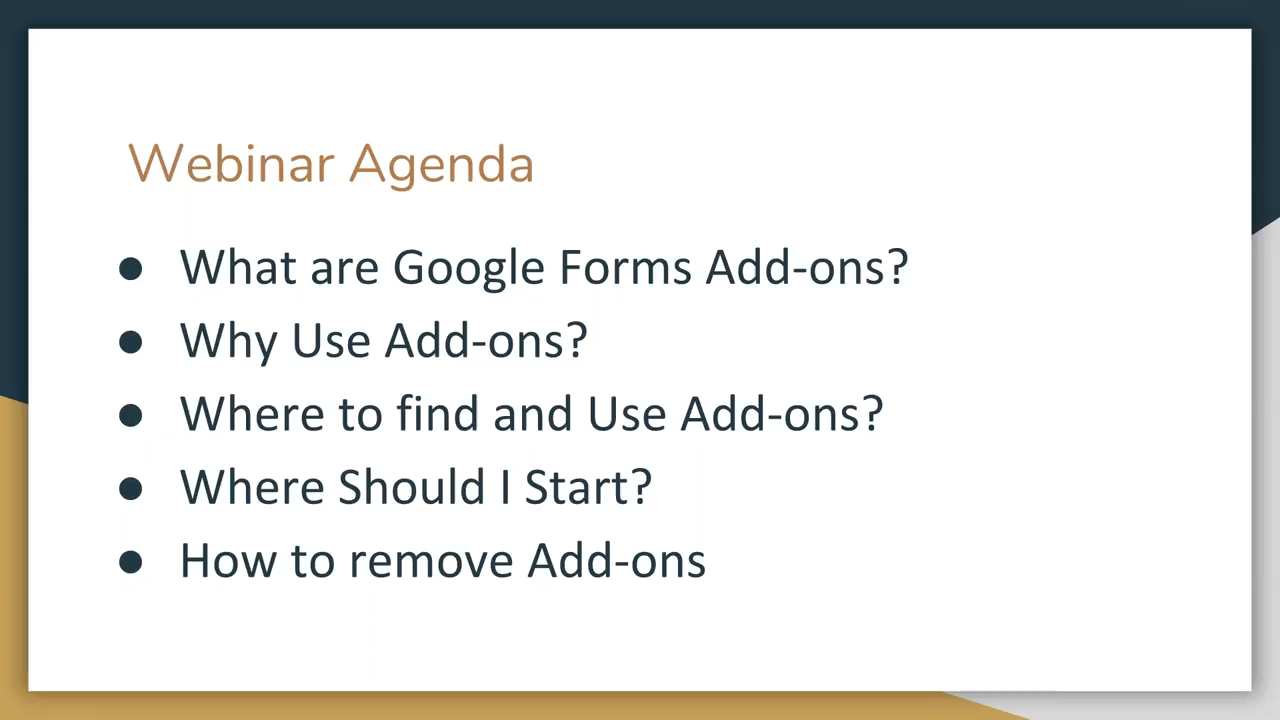 Webinar Agenda
● What are Google Forms Add-ons?
● Why Use Add-ons?
● Where to find and Use Add-ons?
● Where Should I Start?
● How to remove Add-ons